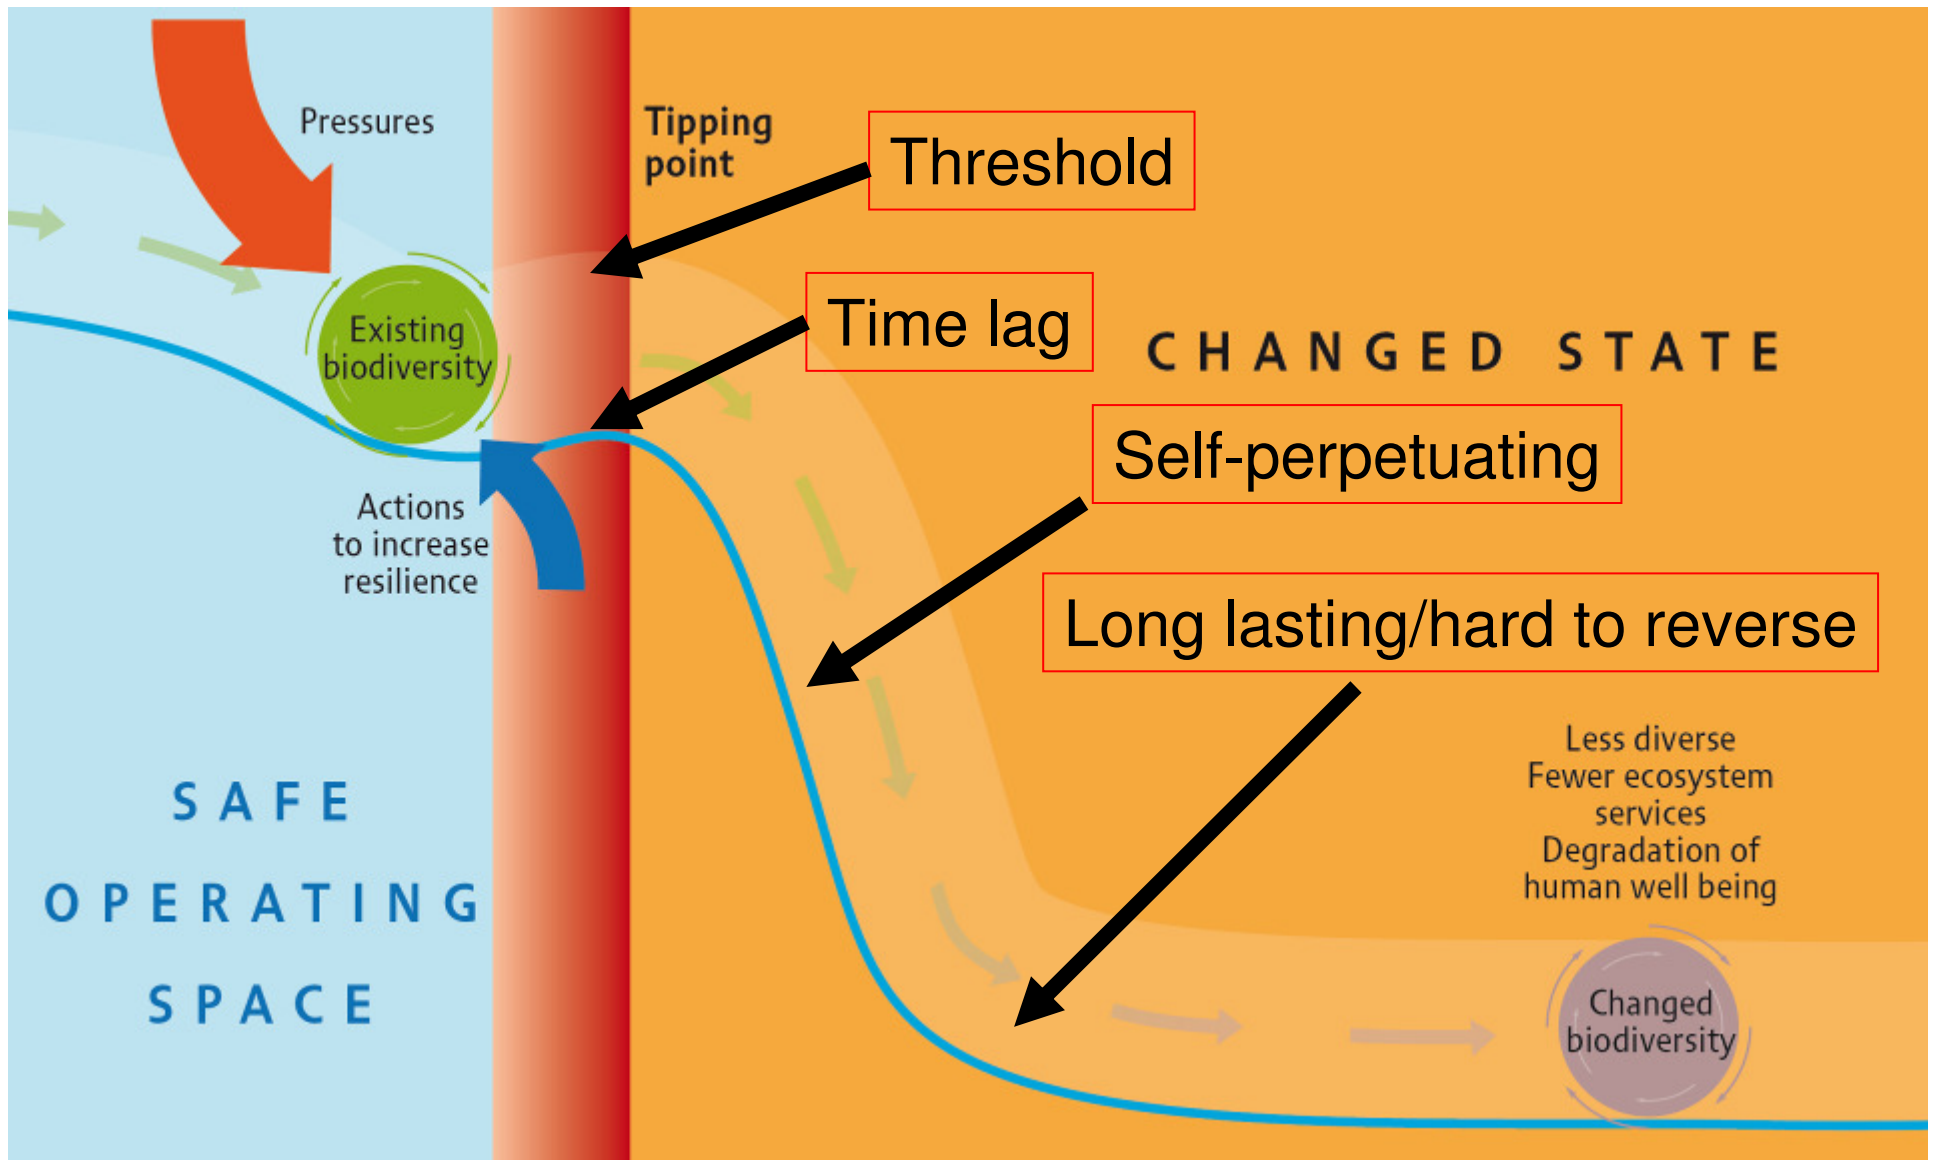 Pressures
Tipping
point
Threshold
Time lag
Existing
biodiversity
CHANGED STATE
Self-perpetuating
Actions
to increase
resilience
Long lasting/hard to reverse
SAFE
OPERATING
SPACE
Less diverse
Fewer ecosystem
services
Degradation of
human well being
Changed
biodiversity